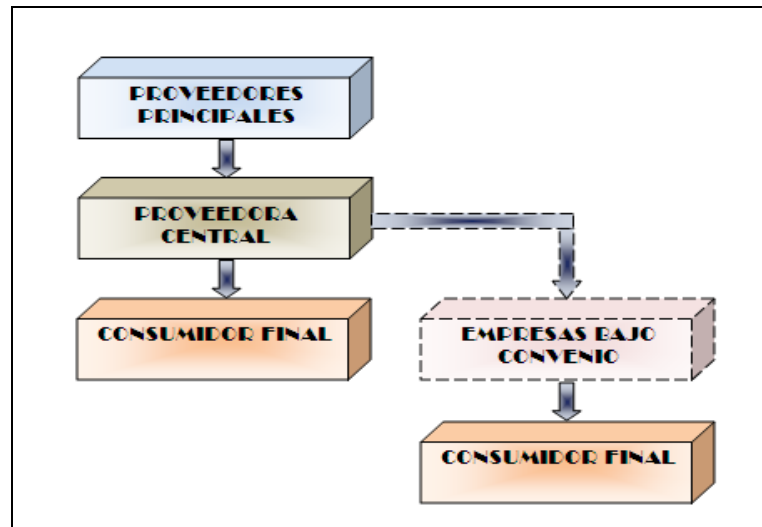 PROVEEDORES
PRINCIPALES
PROVEEDORA
CENTRAL
CONSUMIDOR FINAL
EMPRESAS BAJO
CONVENIO
CONSUMIDOR FINAL